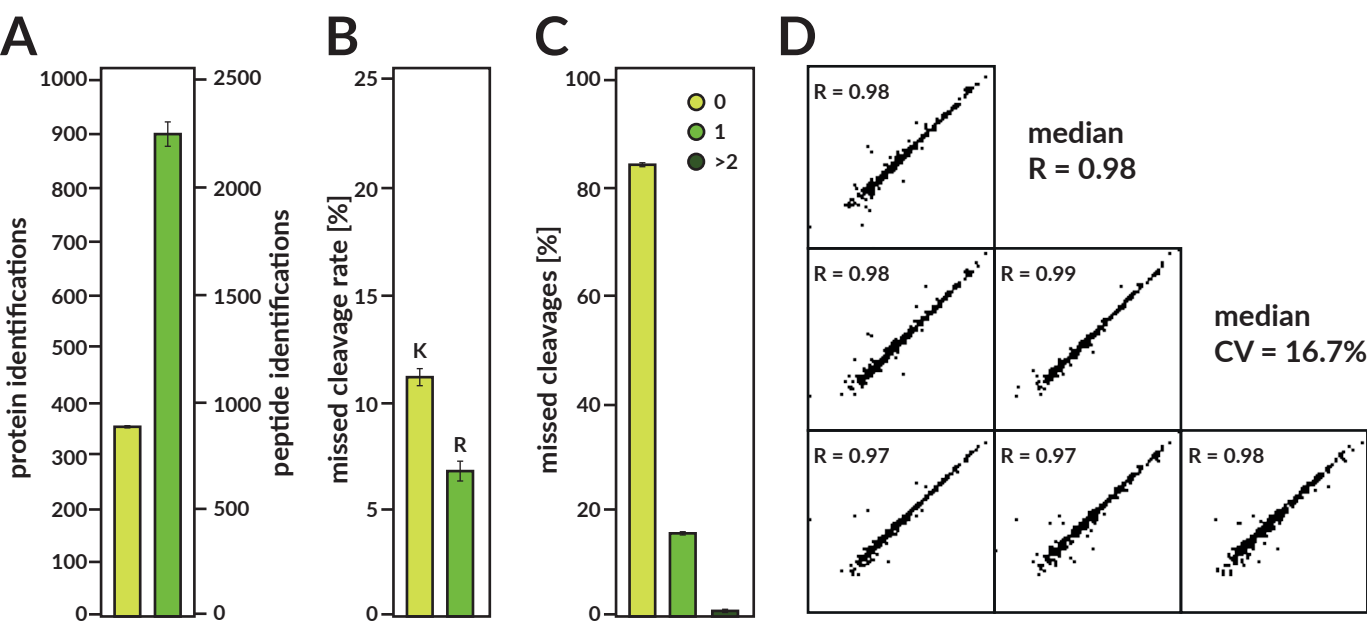 A
protein identifications
1000
900
800
700
600
500
400
300
200
100
0
2500
2000
1500
1000
500
0
peptide identifications
B
missed cleavage rate [%]
25
20
15
10
5
0
K
R
C
missed cleavages [%]
100
80
60
40
20
0
0
1
>2
D
R = 0.98
median
R = 0.98
R = 0.98
R = 0.99
median
CV = 16.7%
R = 0.97
R = 0.97
R = 0.98